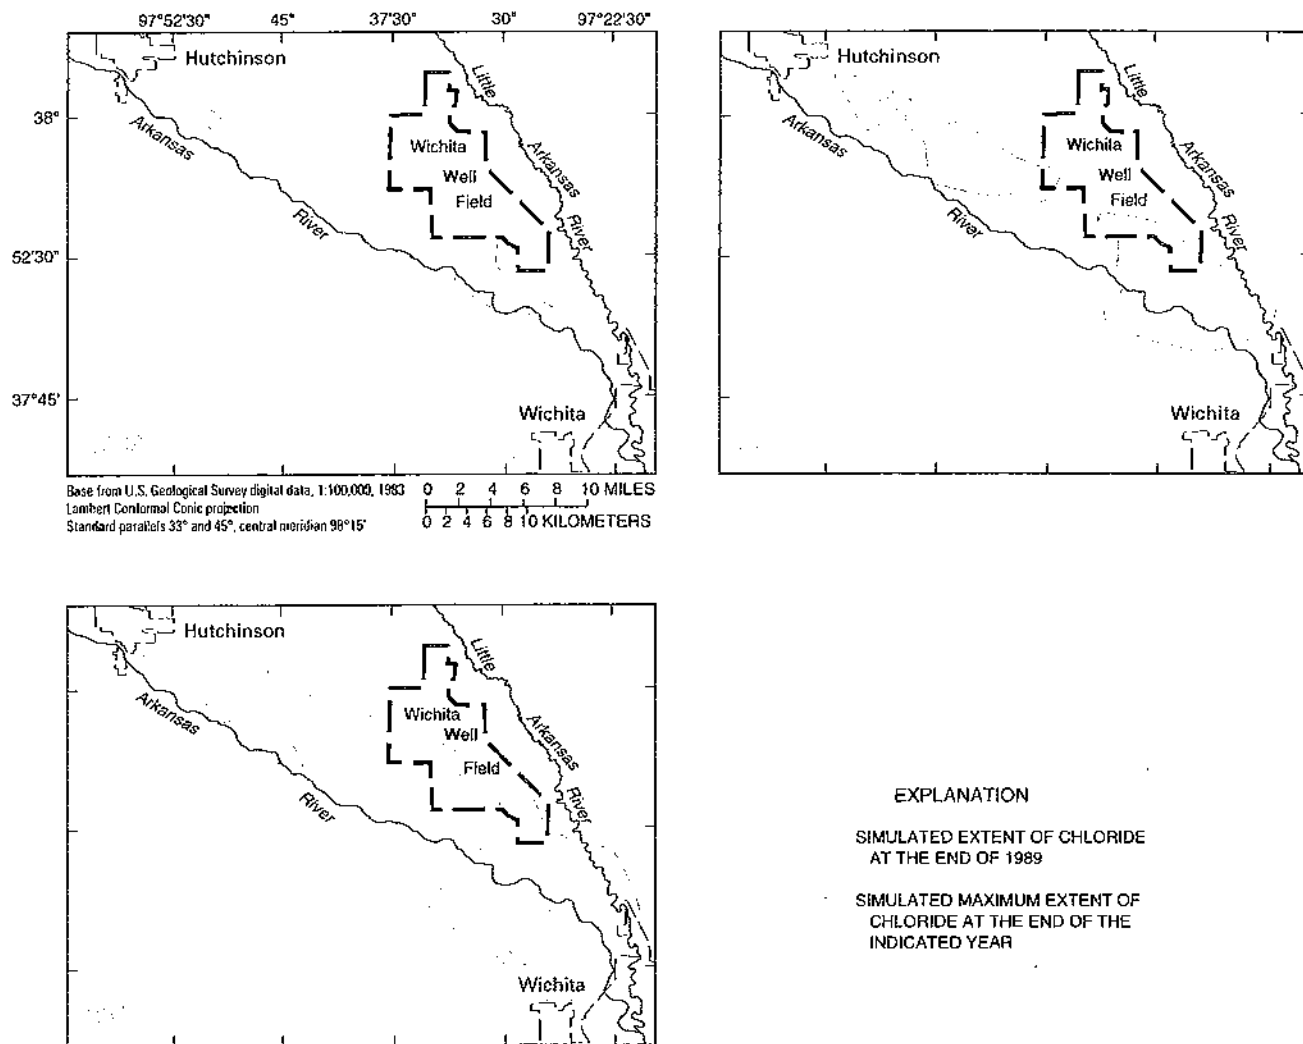 97°52'30" 45" 37'30" 30" 97°22'30"
Hutchinson
Little
Arkansas
River
38°
Arkansas
River
Wichita
Well
Field
52'30"
37°45'
Wichita
Base from U.S. Geological Survey digital data, 1:100,000, 1983
Lambert Conformal Conic projection
Standard parallels 33° and 45°, central meridian 98°15'
0 2 4 6 8 10 MILES
0 2 4 6 8 10 KILOMETERS
Hutchinson
Little
Arkansas
River
Arkansas
River
Wichita
Well
Field
Wichita
Hutchinson
Little
Arkansas
River
Arkansas
River
Wichita
Well
Field
Wichita
EXPLANATION
SIMULATED EXTENT OF CHLORIDE
AT THE END OF 1989
SIMULATED MAXIMUM EXTENT OF
CHLORIDE AT THE END OF THE
INDICATED YEAR